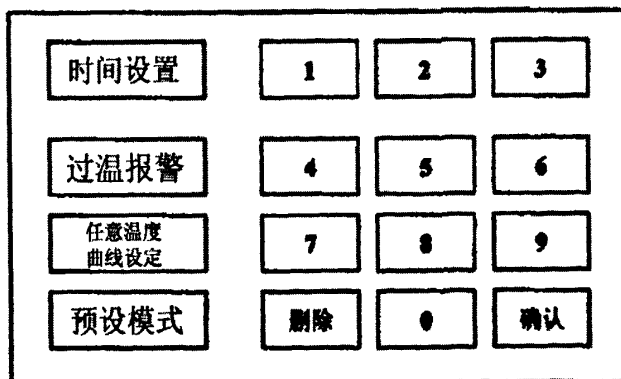 时间设置 1 2 3
过温报警 4 5 6
任意温度
曲线设定 7 8 9
预设模式 删除 0 确认